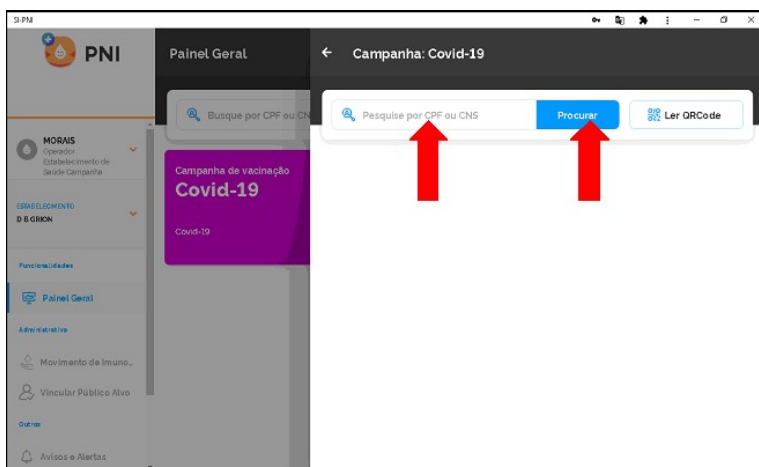 SI-PNI
PNI
MORAIS
Operador
Estabelecimento de
Saúde Campanha
ESTABELECIMENTO
D B GRION
Funcionalidades
Painel Geral
Administrativo
Movimento de Imuno...
Vincular Público Alvo
Outros
Avisos e Alertas
Painel Geral
Busque por CPF ou CN
Campanha de vacinação
Covid-19
Covid-19
Campanha: Covid-19
Pesquise por CPF ou CNS
Procurar
Ler QRCode